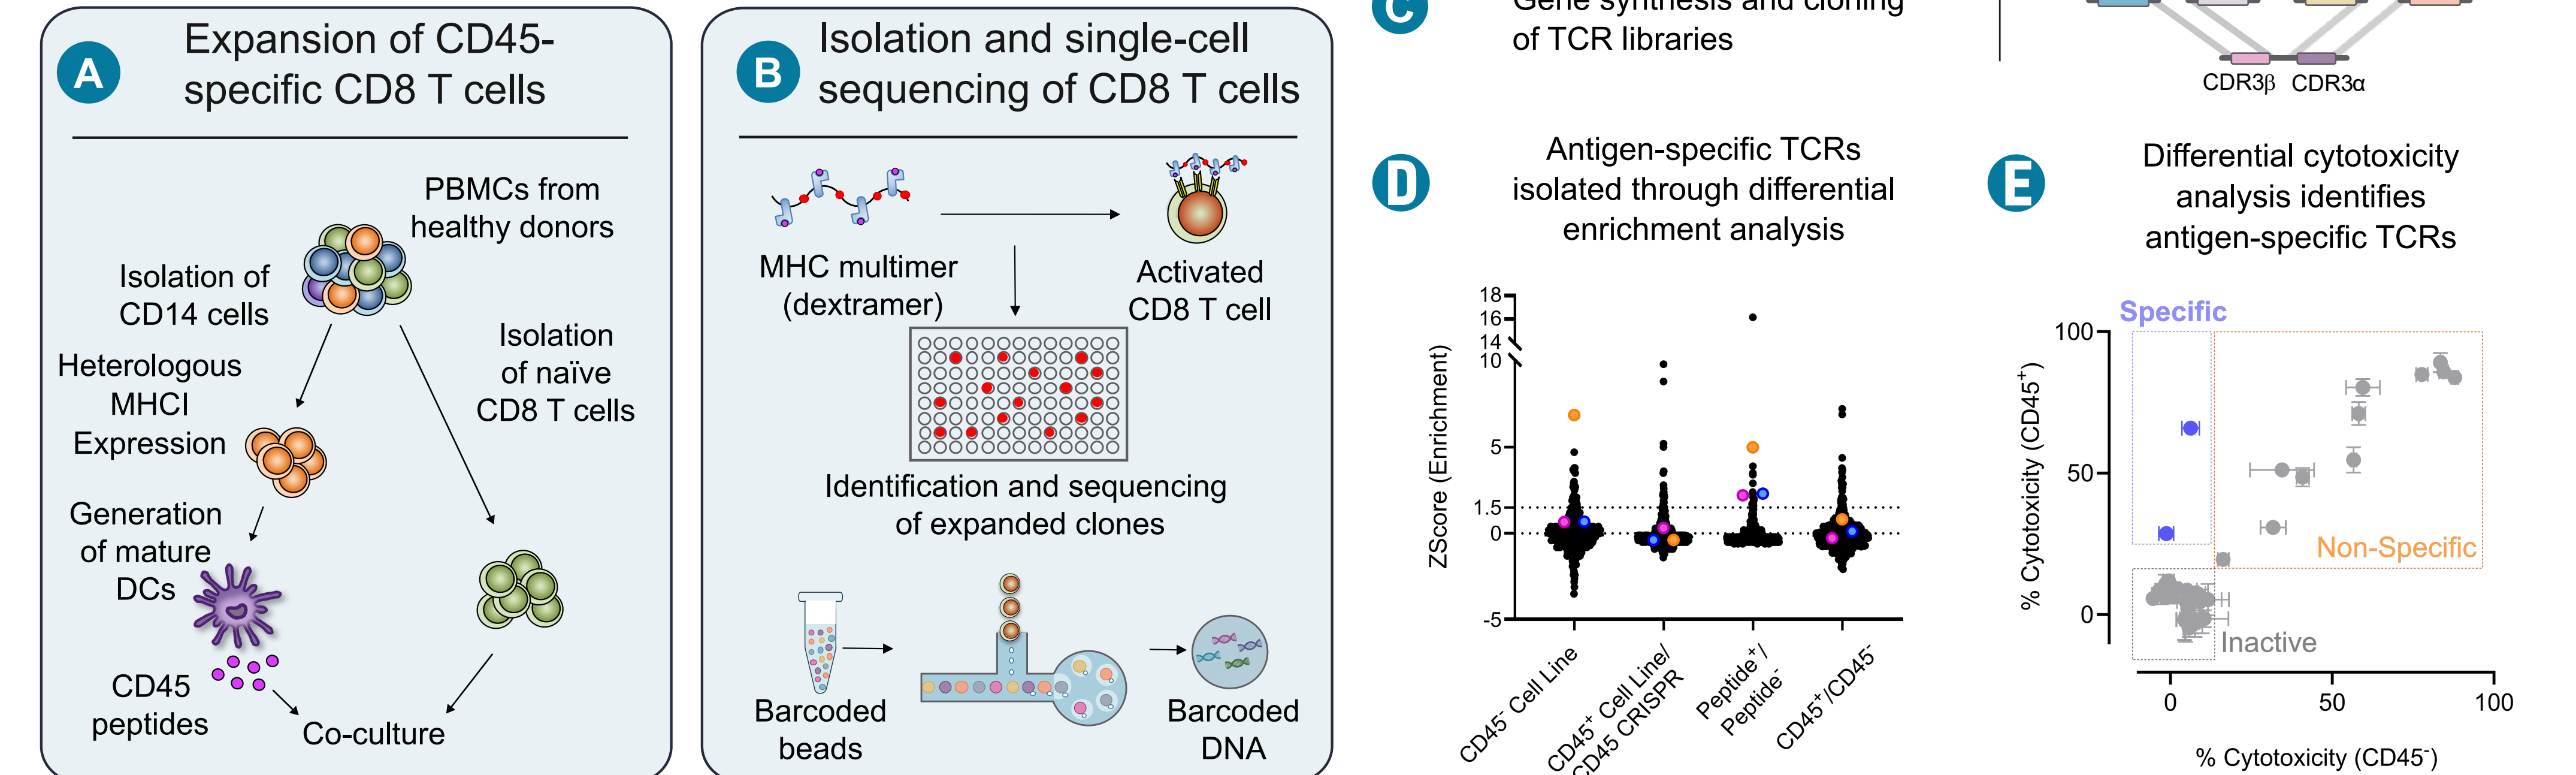 A
Expansion of CD45-
specific CD8 T cells
PBMCs from
healthy donors
Isolation of
CD14 cells
Isolation
of naïve
CD8 T cells
Heterologous
MHCI
Expression
Generation
of mature
DCs
CD45
peptides
Co-culture
B
Isolation and single-cell
sequencing of CD8 T cells
MHC multimer
(dextramer)
Activated
CD8 T cell
Identification and sequencing
of expanded clones
Barcoded
beads
Barcoded
DNA
C
Gene synthesis and cloning
of TCR libraries
CDR3β CDR3α
D
Antigen-specific TCRs
isolated through differential
enrichment analysis
ZScore (Enrichment)
18
16
14
10
5
1.5
0
-5
CD45⁻ Cell Line
CD45⁺ Cell Line/
CD45 CRISPR
Peptide⁺/
Peptide⁻
CD45⁺/CD45⁻
E
Differential cytotoxicity
analysis identifies
antigen-specific TCRs
Specific
% Cytotoxicity (CD45⁺)
100
50
0
Non-Specific
Inactive
0
50
100
% Cytotoxicity (CD45⁻)